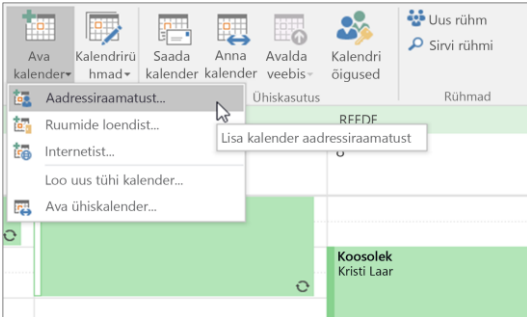 Ava
kalender
Kalendrirü
hmad
Saada
kalender
Anna
kalender
Avalda
veebis
Kalendri
õigused
Uus rühm
Sirvi rühmi
Ühiskasutus
Rühmad
Aadressiraamatust...
Ruumide loendist...
Internetist...
Loo uus tühi kalender...
Ava ühiskalender...
Lisa kalender aadressiraamatust
REEDE
Koosolek
Kristi Laar